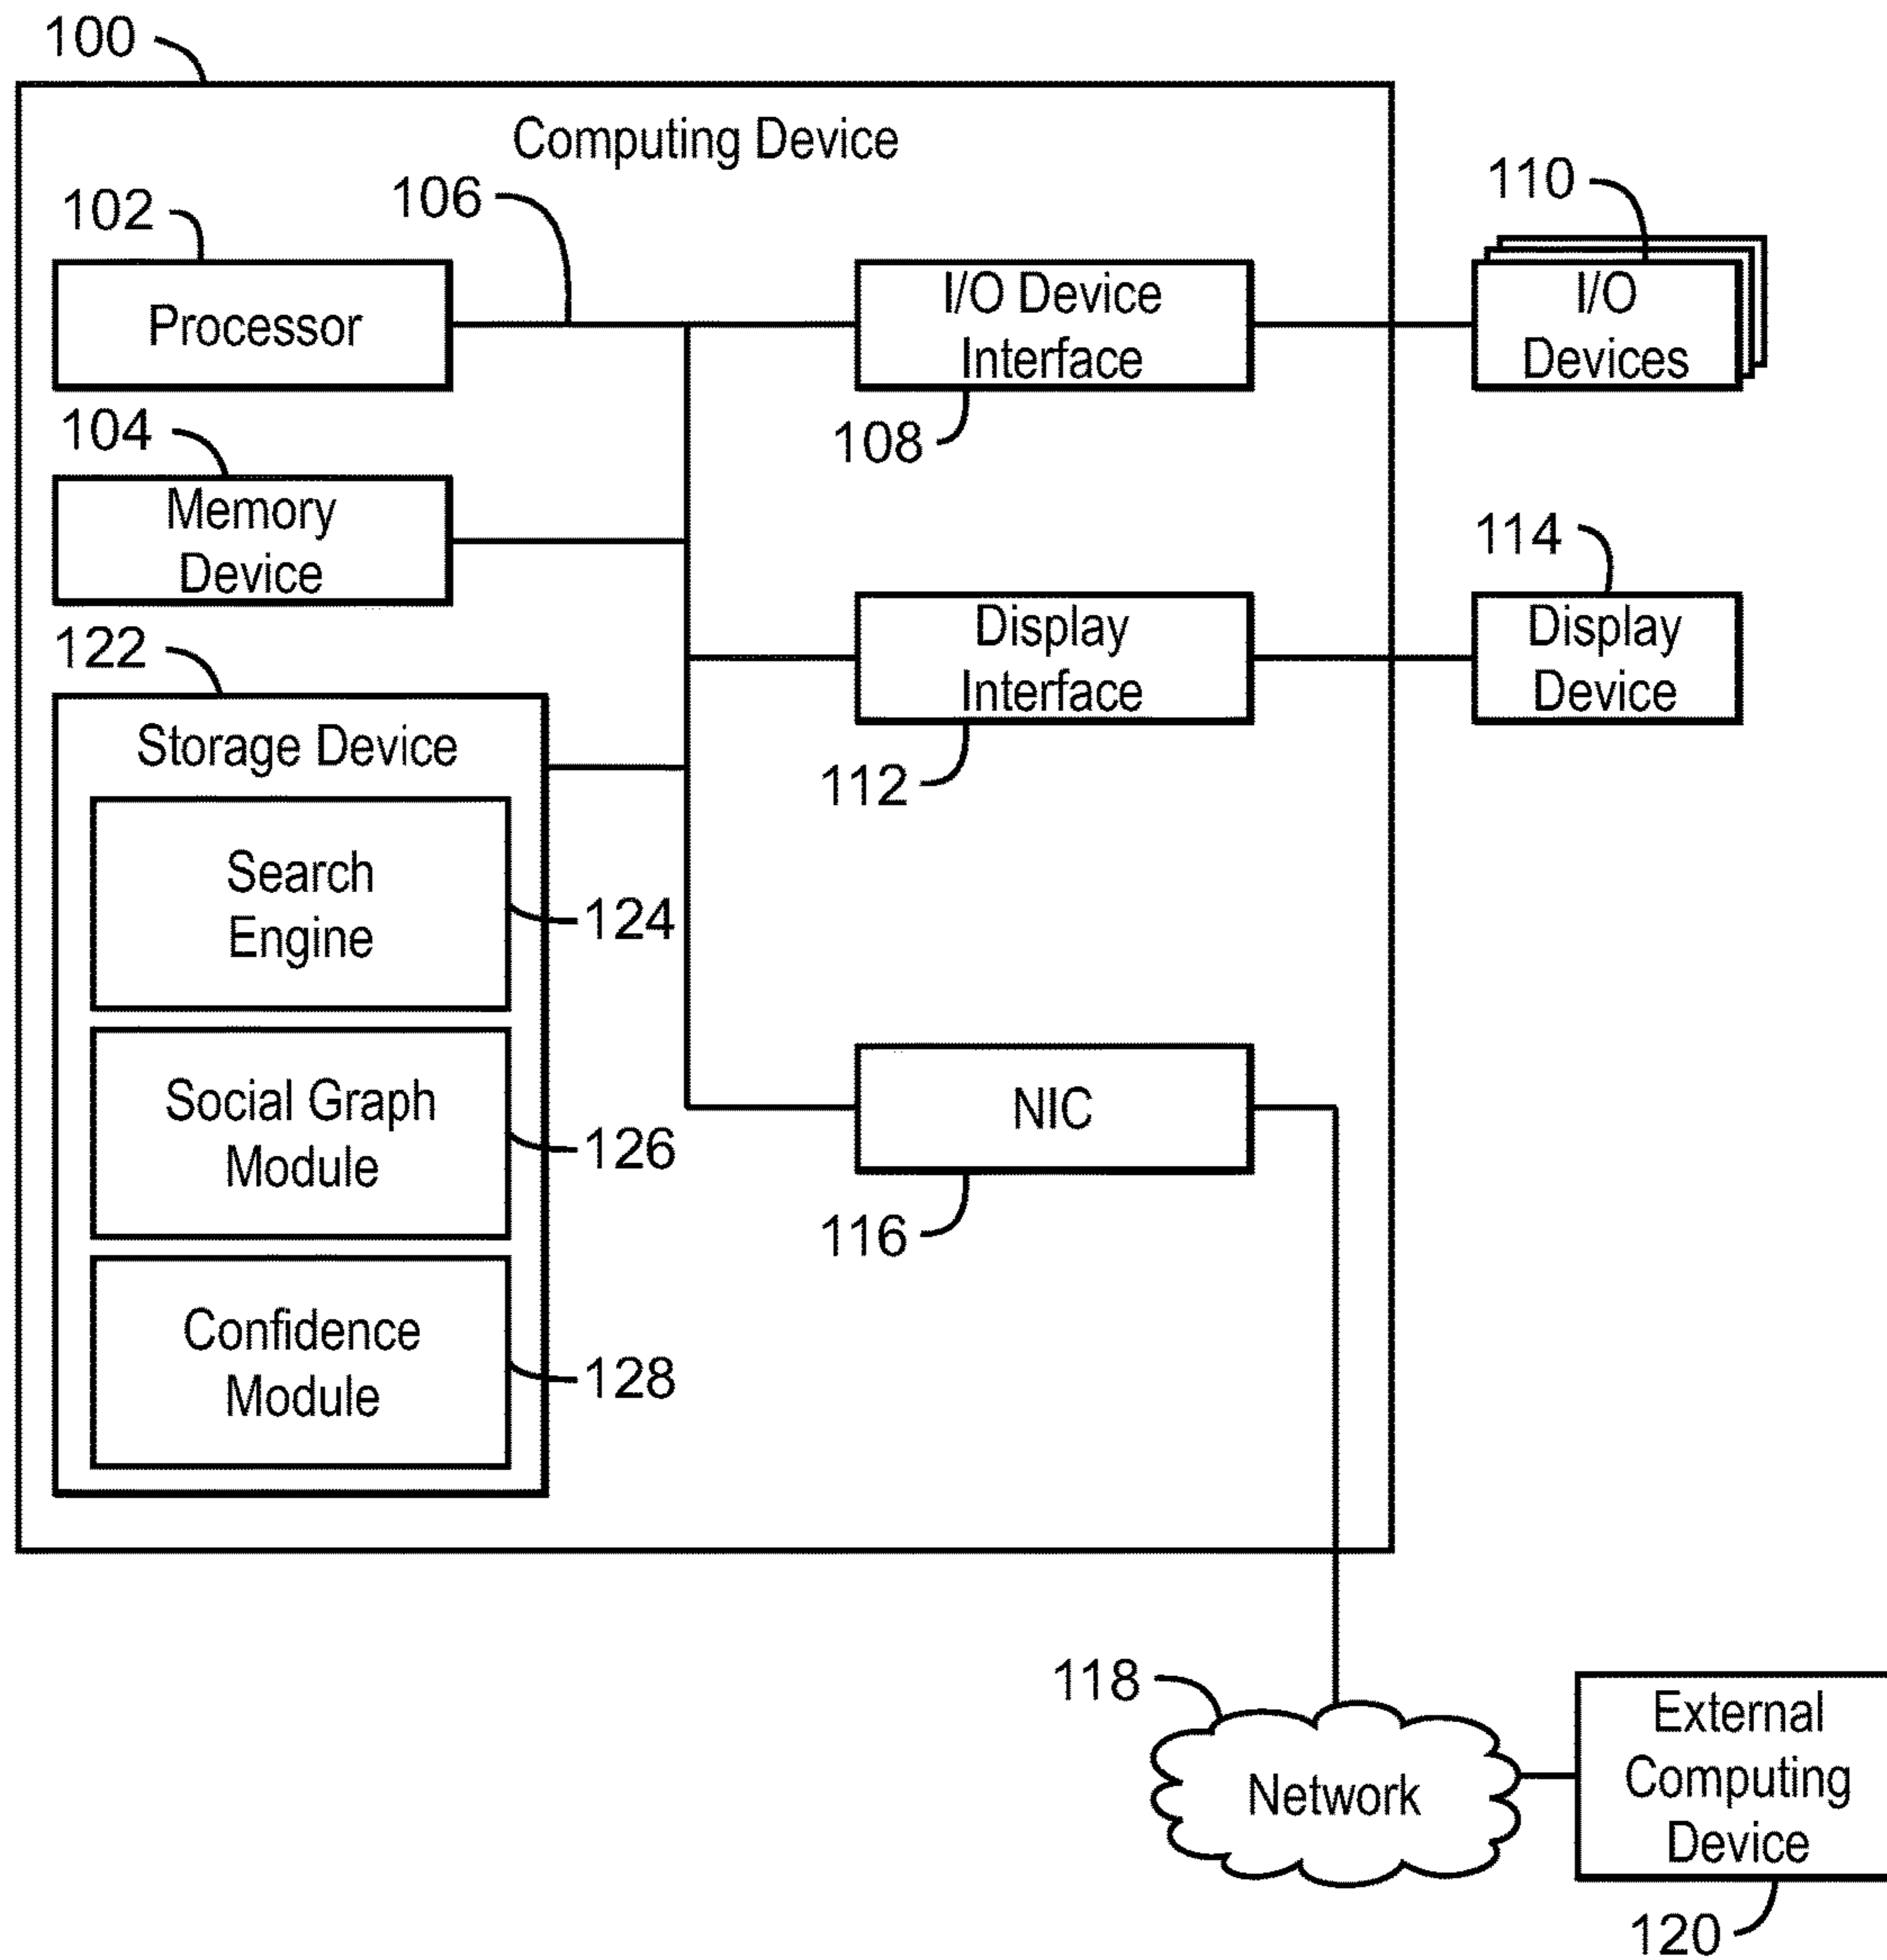 100
Computing Device
102
106
110
Processor
I/O Device
Interface
I/O
Devices
104
108
Memory
Device
114
Display
Interface
Display
Device
122
112
Storage Device
Search
Engine
124
Social Graph
Module
126
NIC
116
Confidence
Module
128
118
Network
External
Computing
Device
120